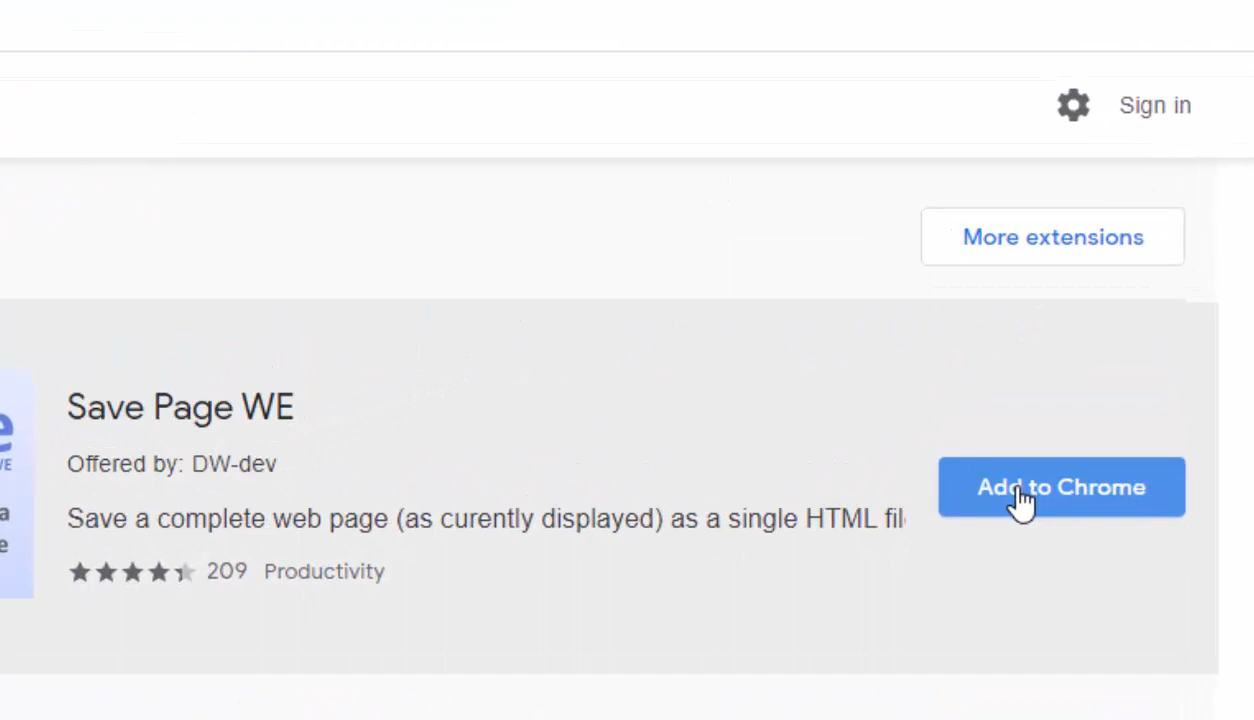 Sign in
More extensions
e
WE
a
e
Save Page WE
Offered by: DW-dev
Save a complete web page (as curently displayed) as a single HTML fil
209 Productivity
Add to Chrome